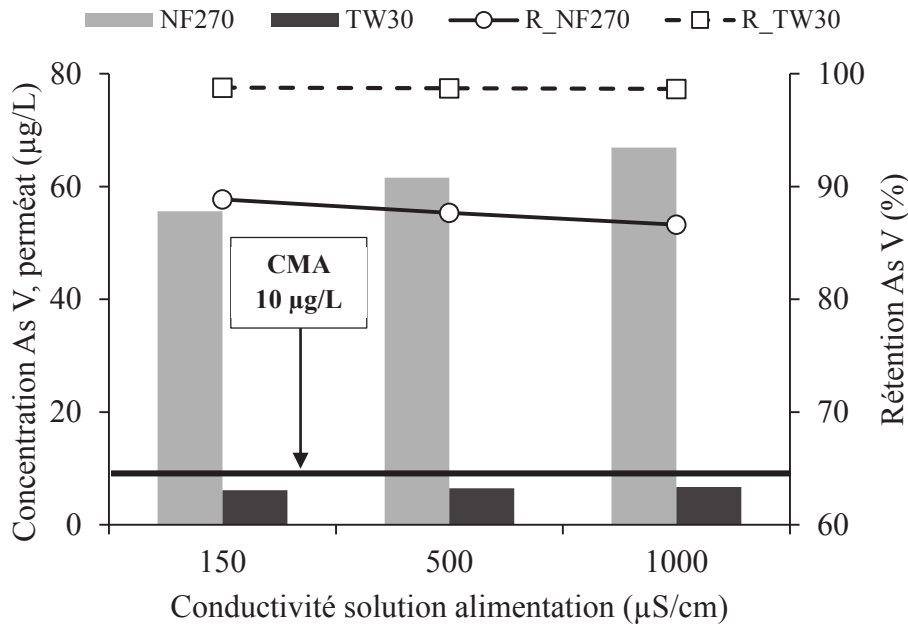 NF270 TW30 R_NF270 R_TW30
Concentration As V, perméat (µg/L)
80
60
40
20
0
CMA
10 µg/L
100
90
80
70
60
Rétention As V (%)
150 500 1000
Conductivité solution alimentation (µS/cm)